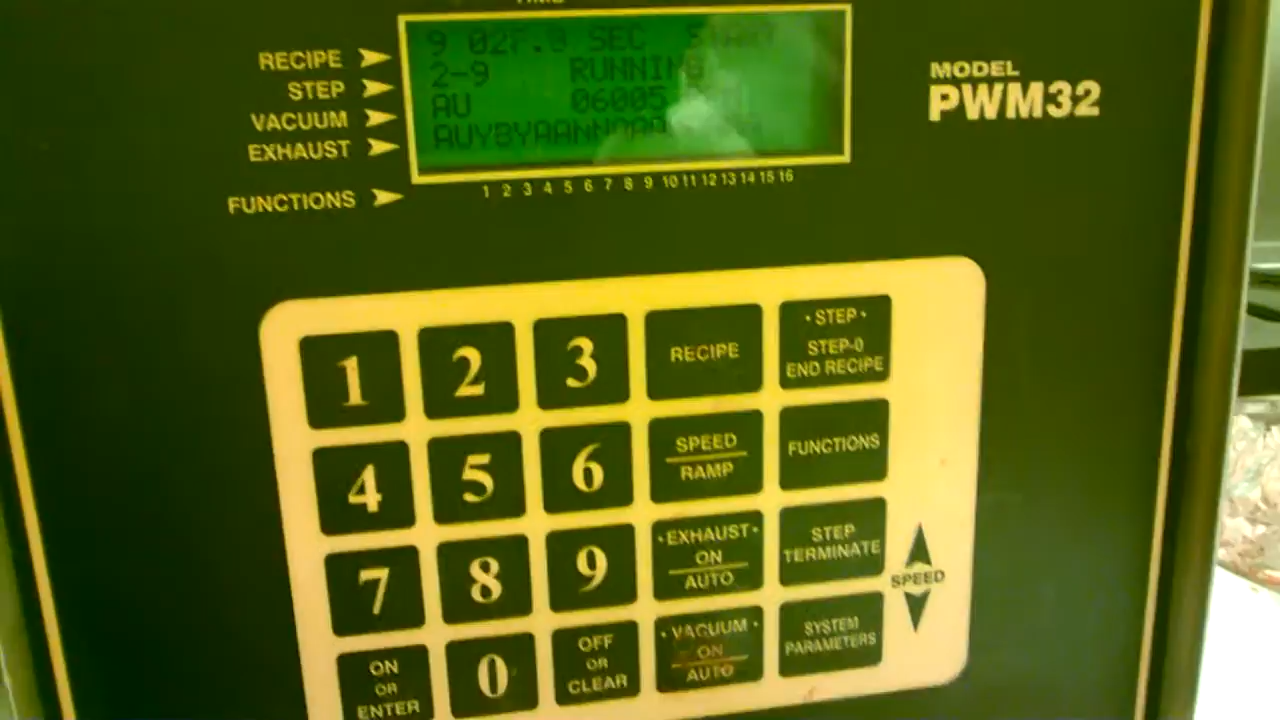 RECIPE
STEP
VACUUM
EXHAUST
FUNCTIONS
SEC
2-9 RUNNING
AU 06005
1 2 3 4 5 6 7 8 9 10 11 12 13 14 15 16
MODEL
PWM32
1 2 3 RECIPE
• STEP •
STEP-0
END RECIPE
4 5 6
SPEED
RAMP
FUNCTIONS
7 8 9
• EXHAUST •
ON
AUTO
STEP
TERMINATE
SPEED
ON
OR
ENTER
0
OFF
OR
CLEAR
• VACUUM •
ON
AUTO
SYSTEM
PARAMETERS